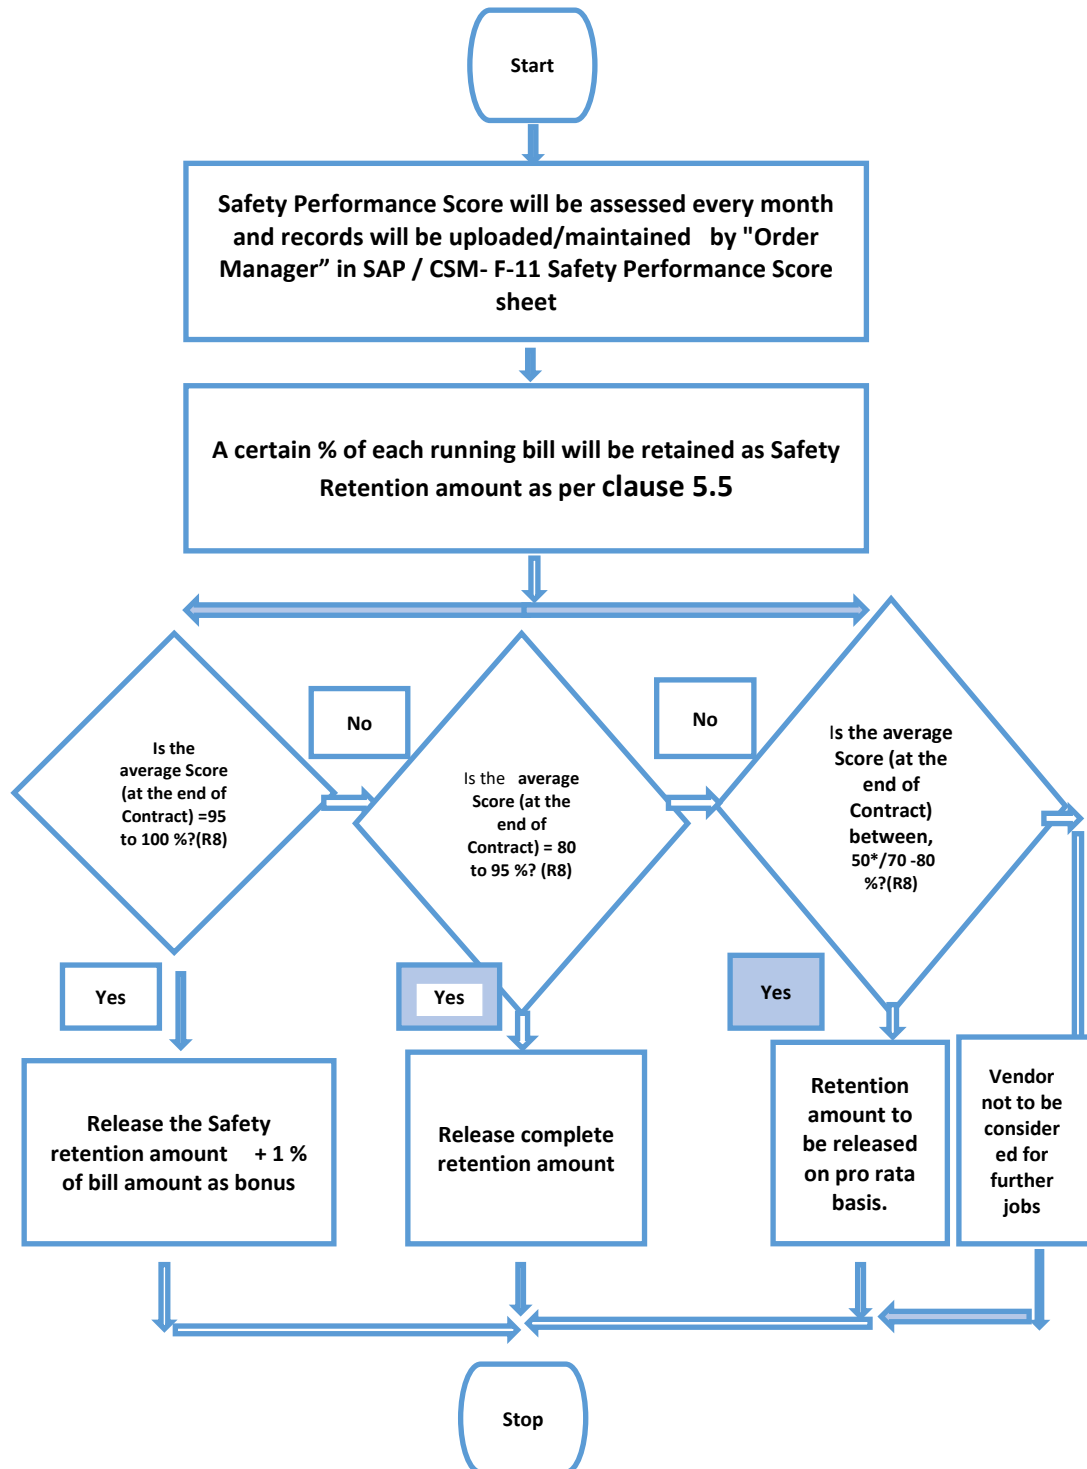 Start
Safety Performance Score will be assessed every month
and records will be uploaded/maintained by "Order
Manager” in SAP / CSM- F-11 Safety Performance Score
sheet
A certain % of each running bill will be retained as Safety
Retention amount as per clause 5.5
Is the
average Score
(at the end of
Contract) =95
to 100 %?(R8)
No
Is the average
Score (at the
end of
Contract) = 80
to 95 %? (R8)
No
Is the average
Score (at the
end of
Contract)
between,
50*/70 -80
%?(R8)
Yes
Yes
Yes
Release the Safety
retention amount + 1 %
of bill amount as bonus
Release complete
retention amount
Retention
amount to
be released
on pro rata
basis.
Vendor
not to be
consider
ed for
further
jobs
Stop